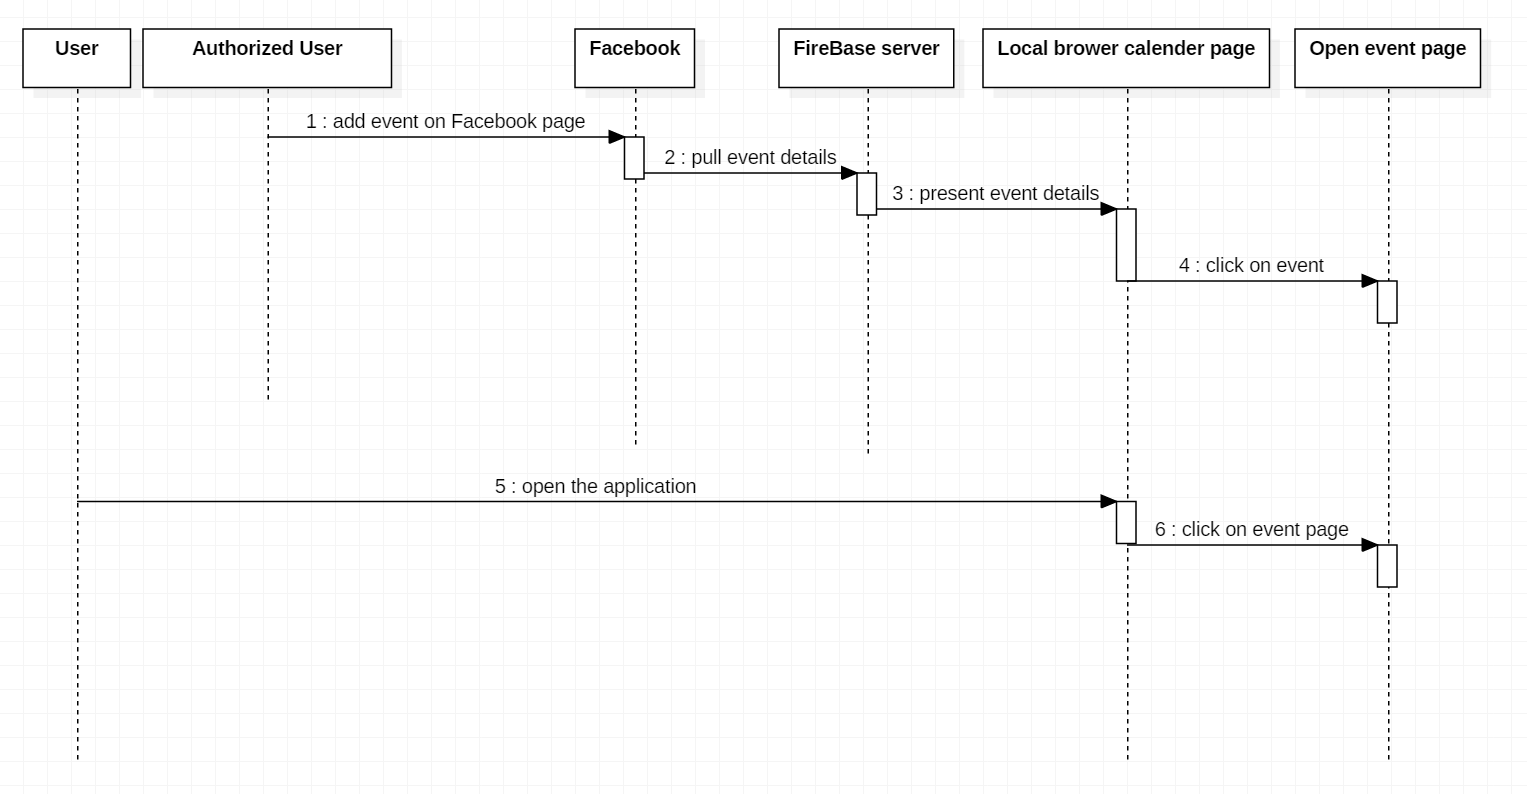 User
Authorized User
Facebook
FireBase server
Local brower calender page
Open event page
1 : add event on Facebook page
2 : pull event details
3 : present event details
4 : click on event
5 : open the application
6 : click on event page